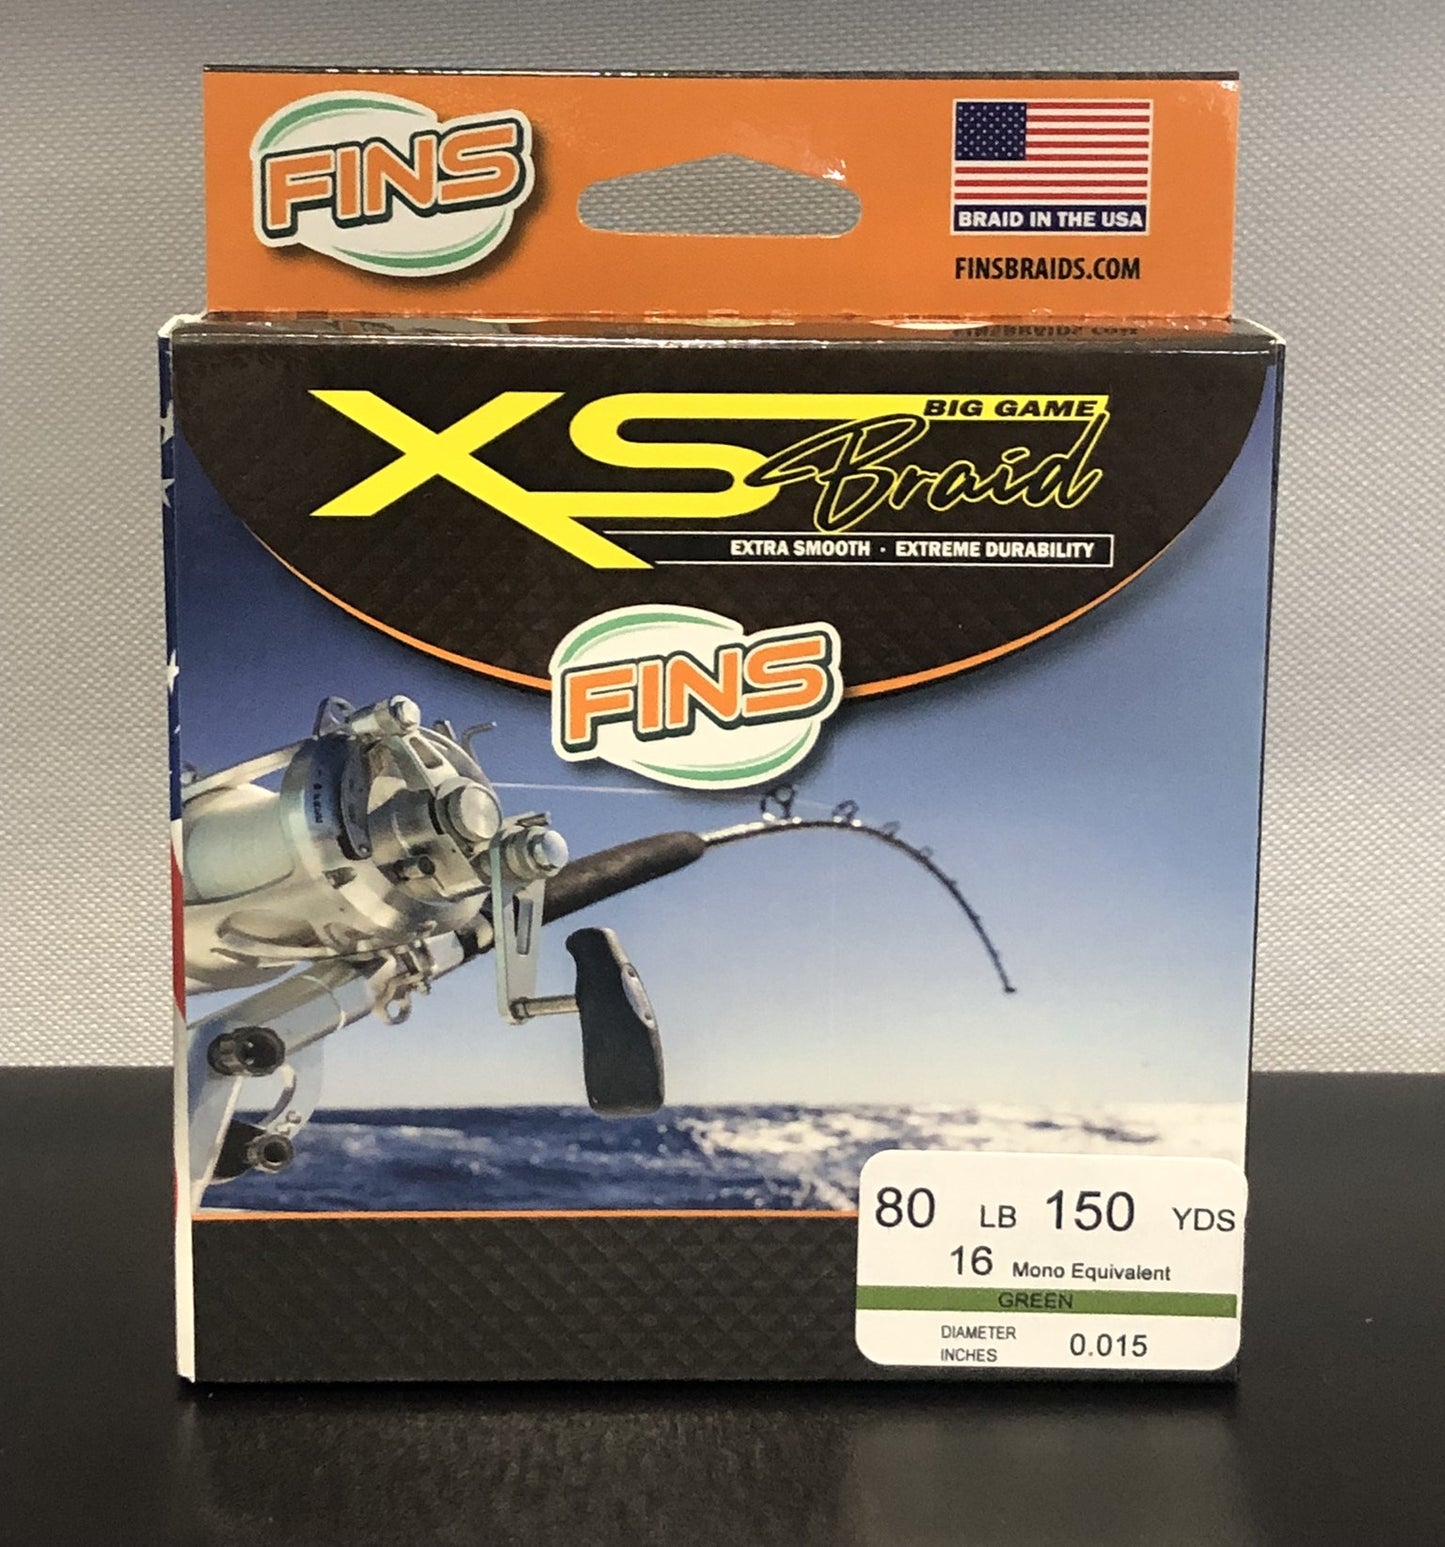 FINS
BRAID IN THE USA
FINSBRAIDS.COM
XS
BIG GAME
Braid
EXTRA SMOOTH · EXTREME DURABILITY
FINS
80 LB 150 YDS
16 Mono Equivalent
GREEN
DIAMETER
INCHES
0.015